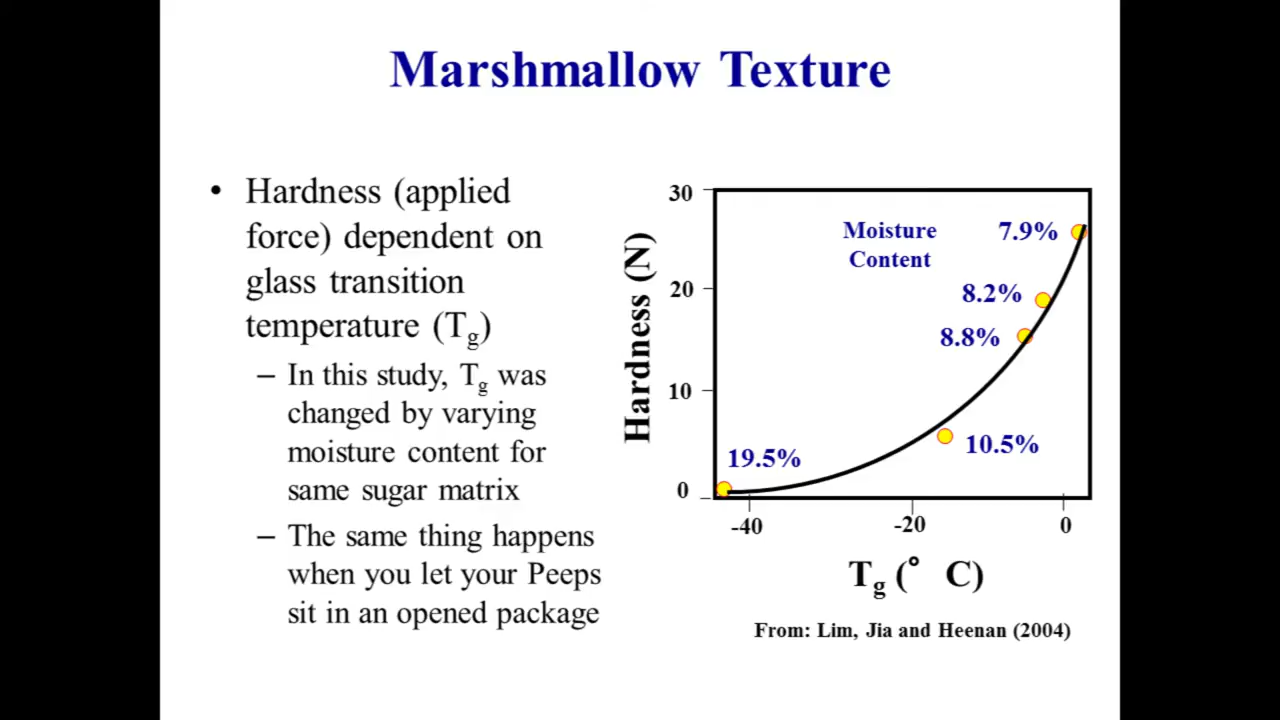 Marshmallow Texture
• Hardness (applied
force) dependent on
glass transition
temperature (Tg)
– In this study, Tg was
changed by varying
moisture content for
same sugar matrix
– The same thing happens
when you let your Peeps
sit in an opened package
Hardness (N)
30
20
10
0
Moisture
Content
7.9%
8.2%
8.8%
10.5%
19.5%
-40
-20
0
Tg (° C)
From: Lim, Jia and Heenan (2004)